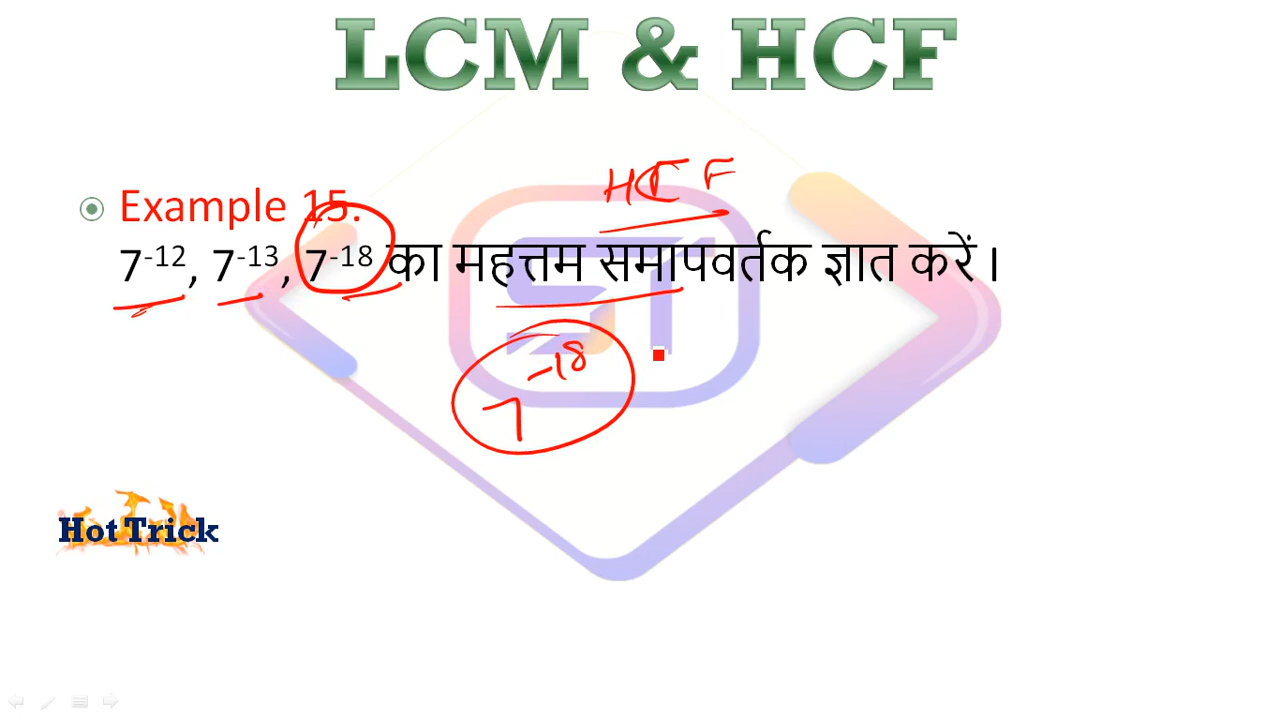 LCM & HCF
HCF
Example 15.
7⁻¹², 7⁻¹³, 7⁻¹⁸ का महत्तम समापवर्तक ज्ञात करें।
ST
7⁻¹⁸
Hot Trick